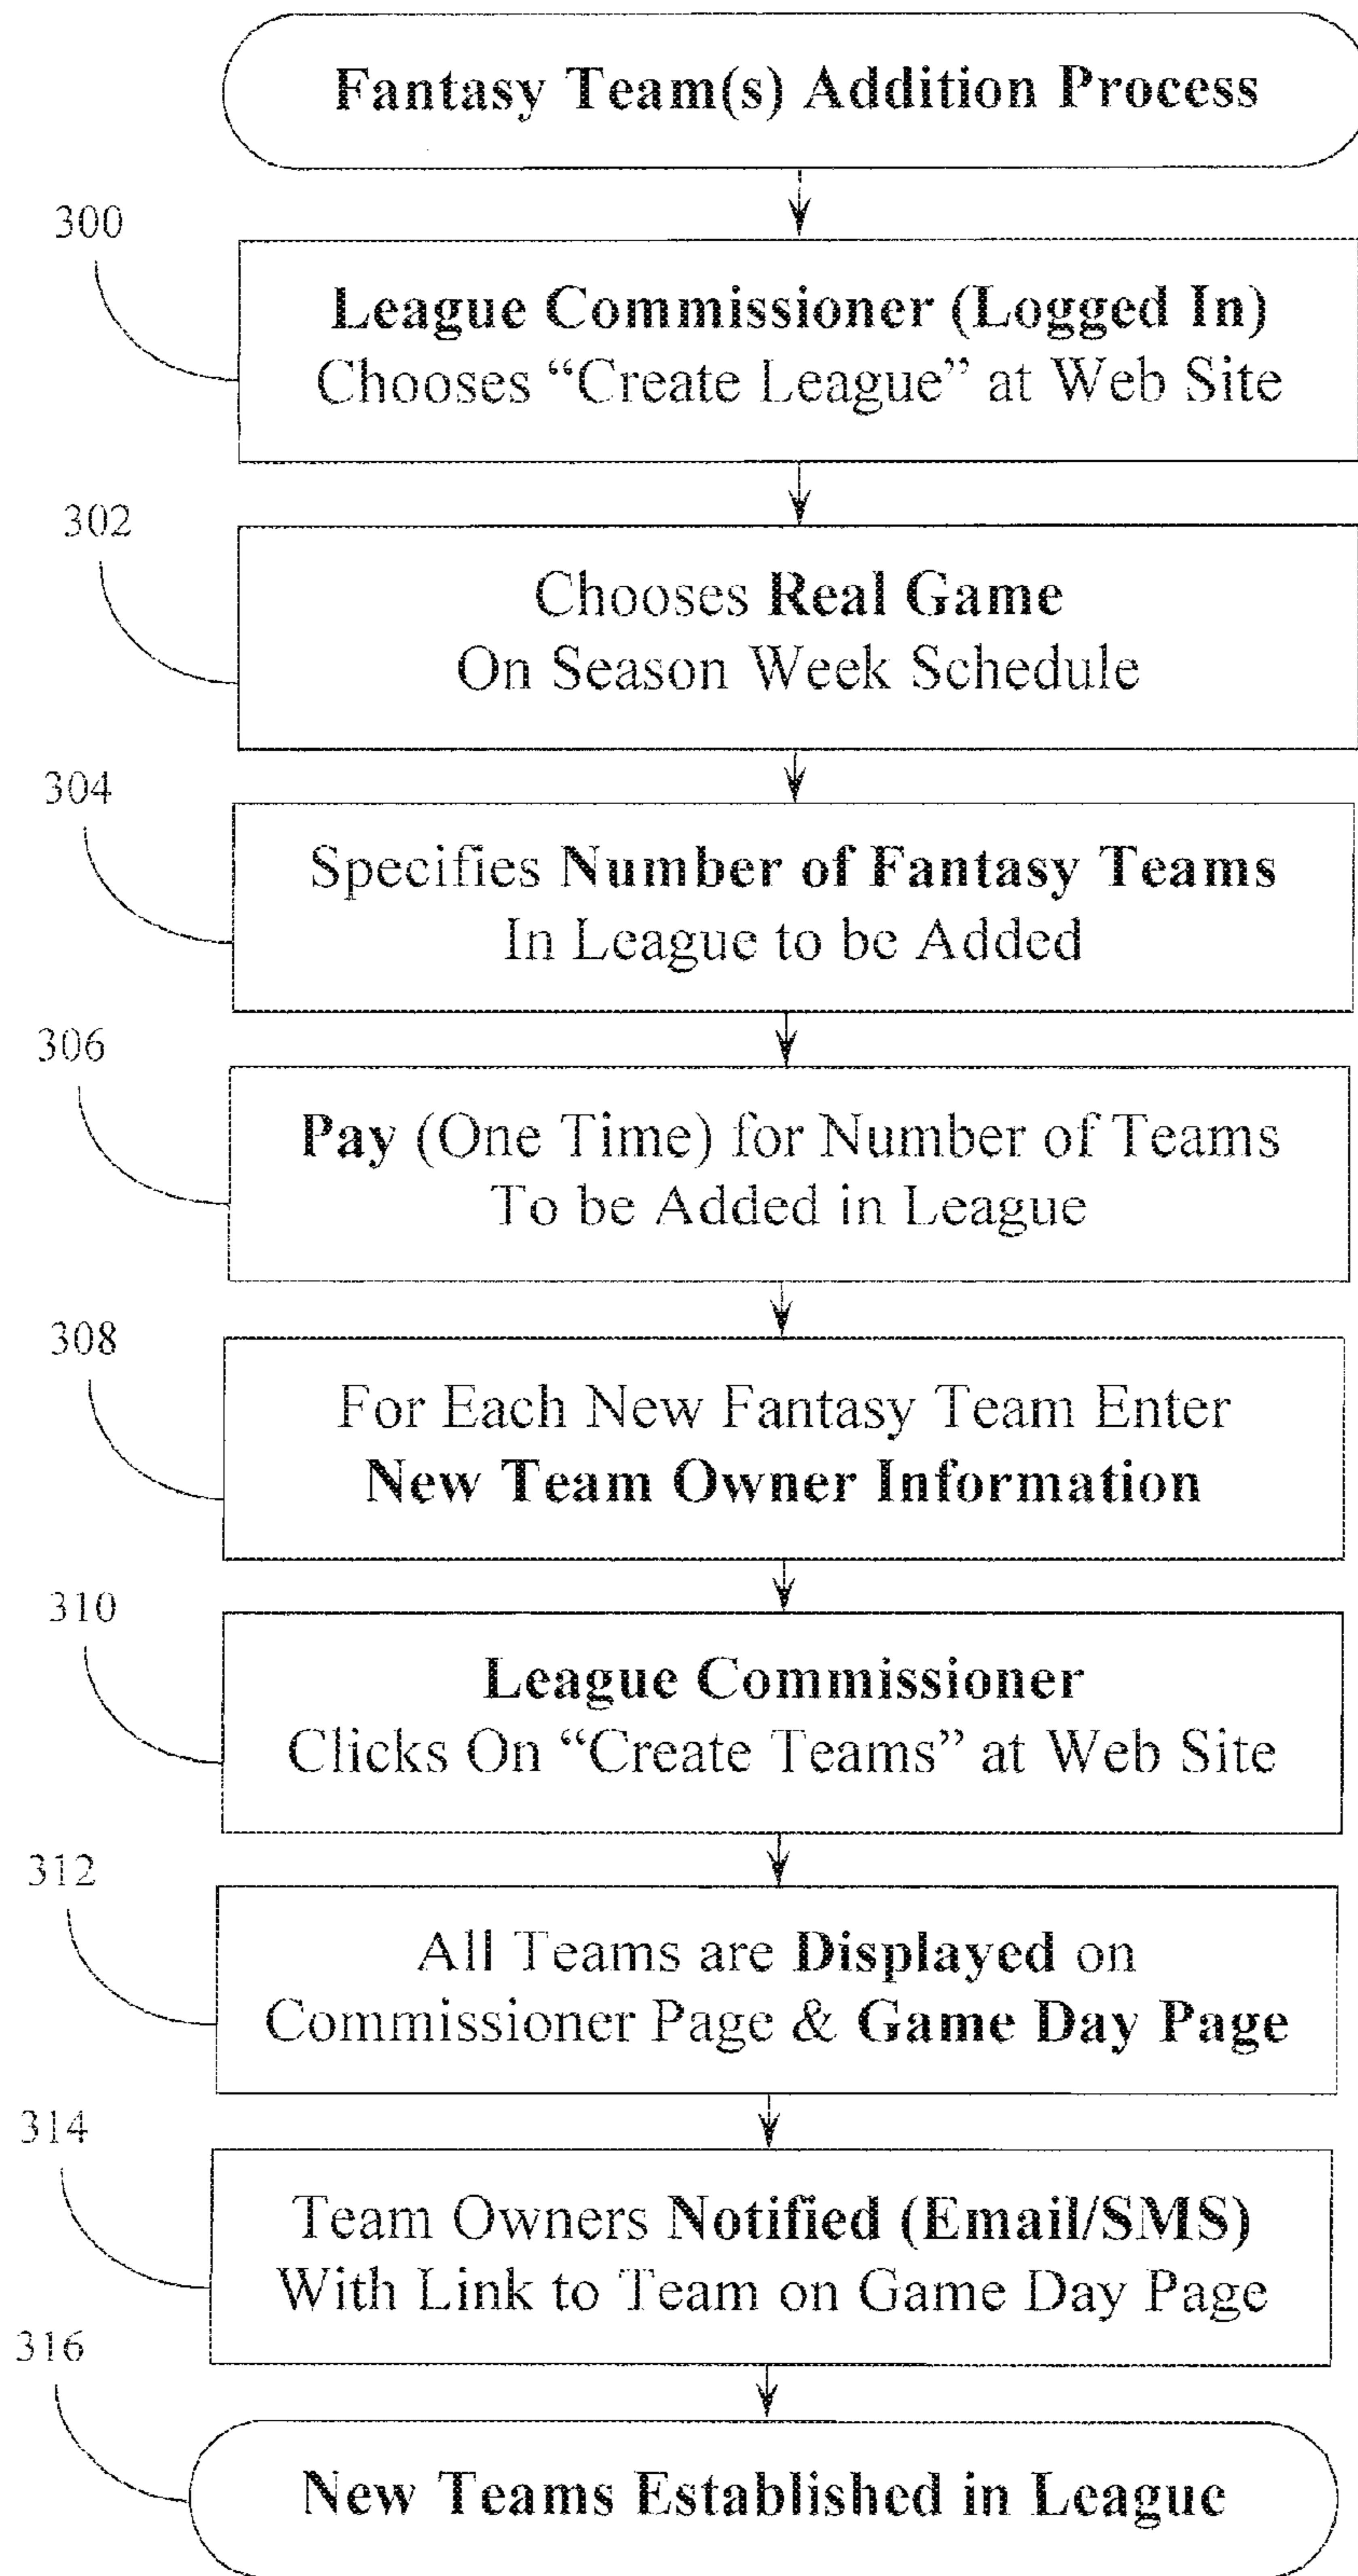 Fantasy Team(s) Addition Process
300
League Commissioner (Logged In)
Chooses “Create League” at Web Site
302
Chooses Real Game
On Season Week Schedule
304
Specifies Number of Fantasy Teams
In League to be Added
306
Pay (One Time) for Number of Teams
To be Added in League
308
For Each New Fantasy Team Enter
New Team Owner Information
310
League Commissioner
Clicks On “Create Teams” at Web Site
312
All Teams are Displayed on
Commissioner Page & Game Day Page
314
Team Owners Notified (Email/SMS)
With Link to Team on Game Day Page
316
New Teams Established in League